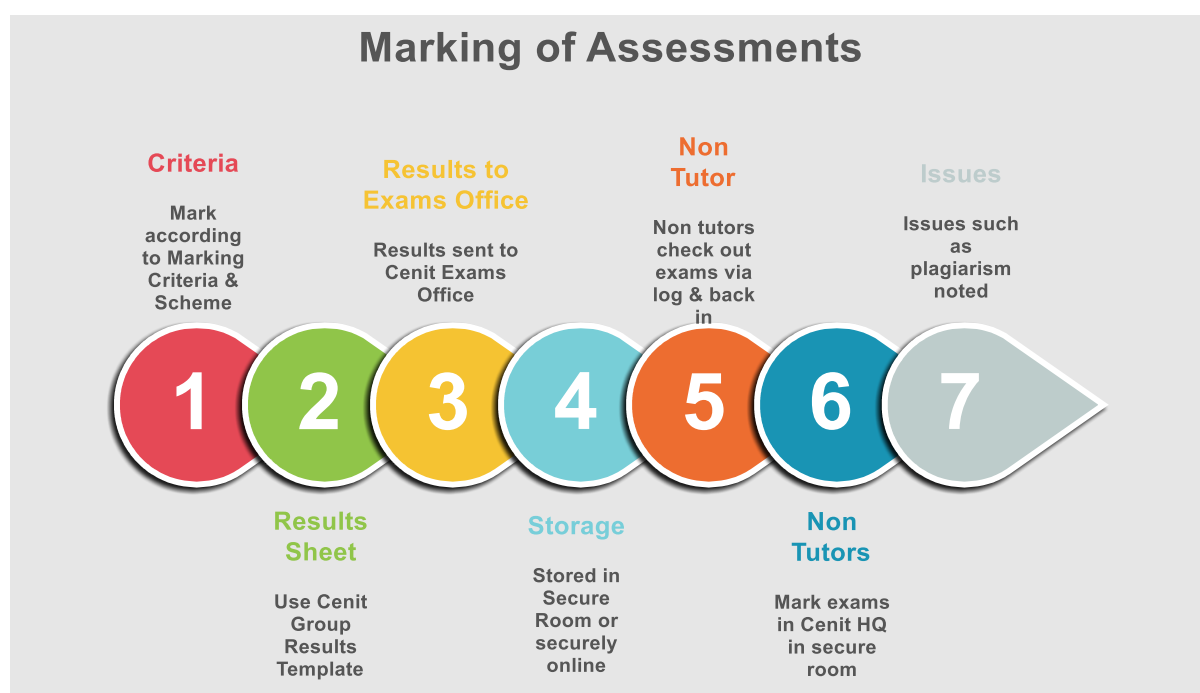 Marking of Assessments
Criteria
Mark
according
to Marking
Criteria &
Scheme
Results to
Exams Office
Results sent to
Cenit Exams
Office
Non
Tutor
Non tutors
check out
exams via
log & back
in
Issues
Issues such
as
plagiarism
noted
1
2
3
4
5
6
7
Results
Sheet
Use Cenit
Group
Results
Template
Storage
Stored in
Secure
Room or
securely
online
Non
Tutors
Mark exams
in Cenit HQ
in secure
room